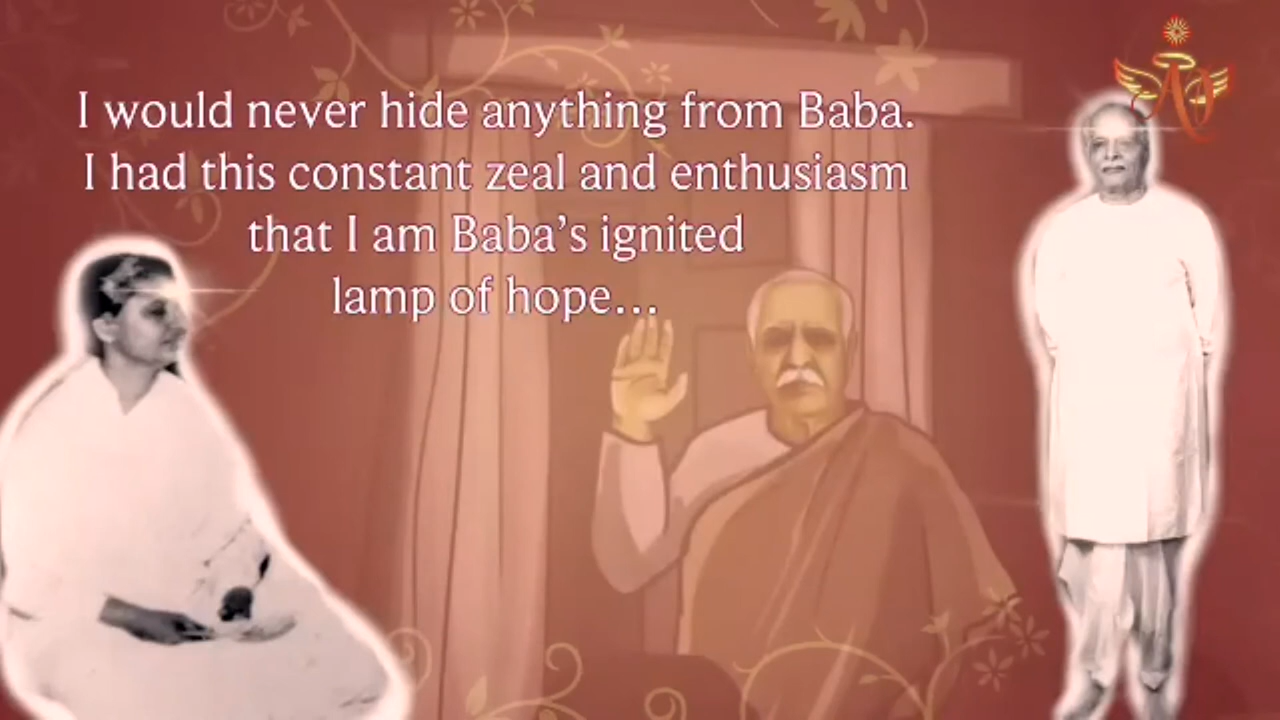 I would never hide anything from Baba.
I had this constant zeal and enthusiasm
that I am Baba’s ignited
lamp of hope...